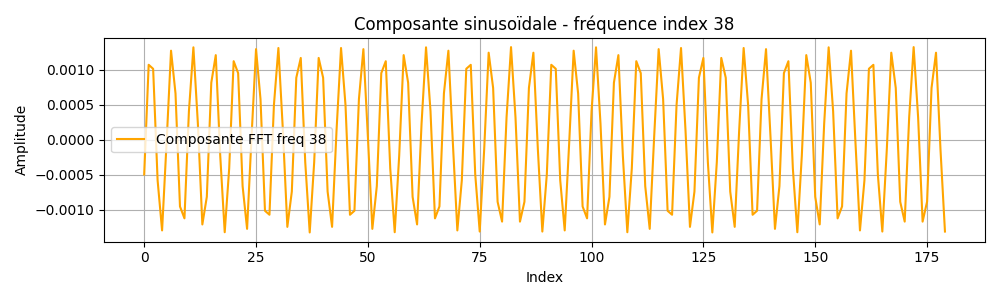 Composante sinusoïdale - fréquence index 38
Amplitude
0.0010
0.0005
0.0000
−0.0005
−0.0010
Composante FFT freq 38
0 25 50 75 100 125 150 175
Index